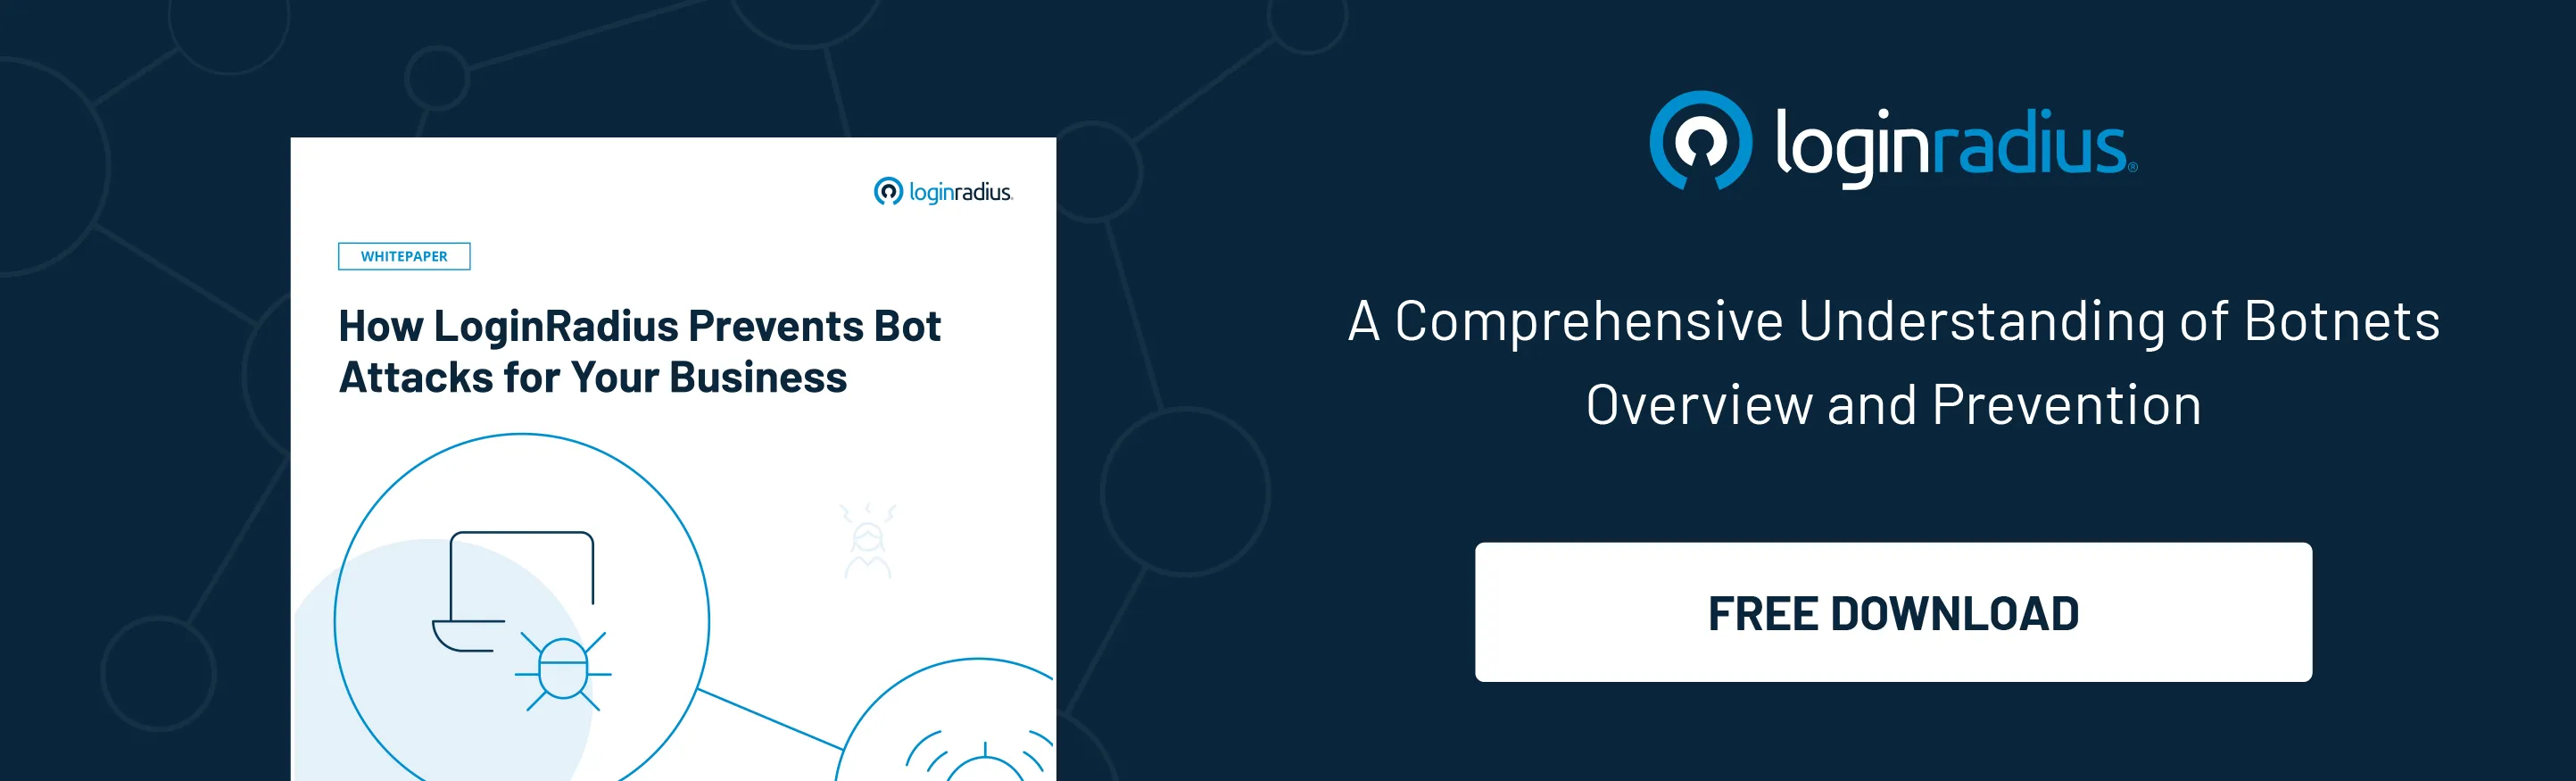 loginradius
WHITEPAPER
How LoginRadius Prevents Bot
Attacks for Your Business
loginradius®
A Comprehensive Understanding of Botnets
Overview and Prevention
FREE DOWNLOAD